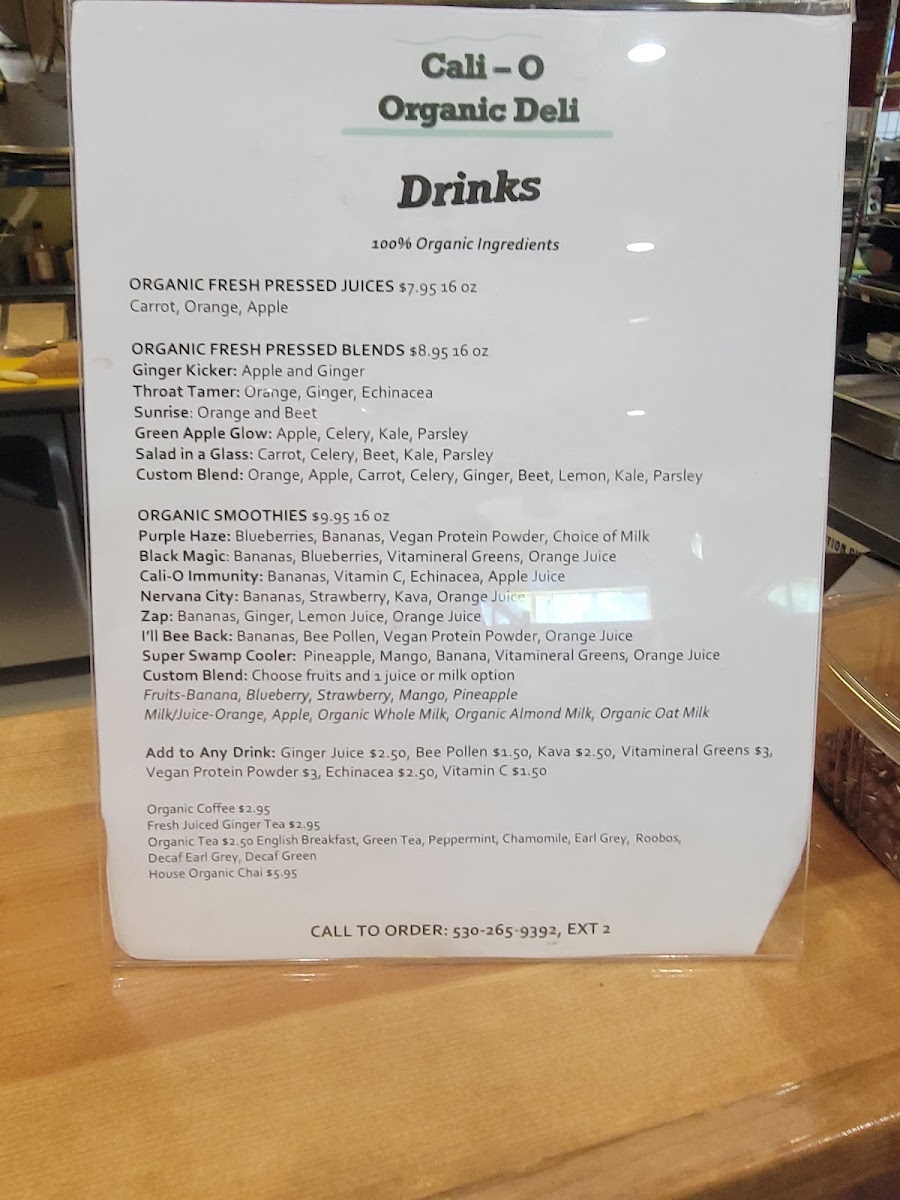 Cali – O
Organic Deli
Drinks
100% Organic Ingredients
ORGANIC FRESH PRESSED JUICES $7.95 16 oz
Carrot, Orange, Apple
ORGANIC FRESH PRESSED BLENDS $8.95 16 oz
Ginger Kicker: Apple and Ginger
Throat Tamer: Orange, Ginger, Echinacea
Sunrise: Orange and Beet
Green Apple Glow: Apple, Celery, Kale, Parsley
Salad in a Glass: Carrot, Celery, Beet, Kale, Parsley
Custom Blend: Orange, Apple, Carrot, Celery, Ginger, Beet, Lemon, Kale, Parsley
ORGANIC SMOOTHIES $9.95 16 oz
Purple Haze: Blueberries, Bananas, Vegan Protein Powder, Choice of Milk
Black Magic: Bananas, Blueberries, Vitamineral Greens, Orange Juice
Cali-O Immunity: Bananas, Vitamin C, Echinacea, Apple Juice
Nervana City: Bananas, Strawberry, Kava, Orange Juice
Zap: Bananas, Ginger, Lemon Juice, Orange Juice
I'll Bee Back: Bananas, Bee Pollen, Vegan Protein Powder, Orange Juice
Super Swamp Cooler: Pineapple, Mango, Banana, Vitamineral Greens, Orange Juice
Custom Blend: Choose fruits and 1 juice or milk option
Fruits-Banana, Blueberry, Strawberry, Mango, Pineapple
Milk/Juice-Orange, Apple, Organic Whole Milk, Organic Almond Milk, Organic Oat Milk
Add to Any Drink: Ginger Juice $2.50, Bee Pollen $1.50, Kava $2.50, Vitamineral Greens $3,
Vegan Protein Powder $3, Echinacea $2.50, Vitamin C $1.50
Organic Coffee $2.95
Fresh Juiced Ginger Tea $2.95
Organic Tea $2.50 English Breakfast, Green Tea, Peppermint, Chamomile, Earl Grey, Roobos,
Decaf Earl Grey, Decaf Green
House Organic Chai $5.95
CALL TO ORDER: 530-265-9392, EXT 2